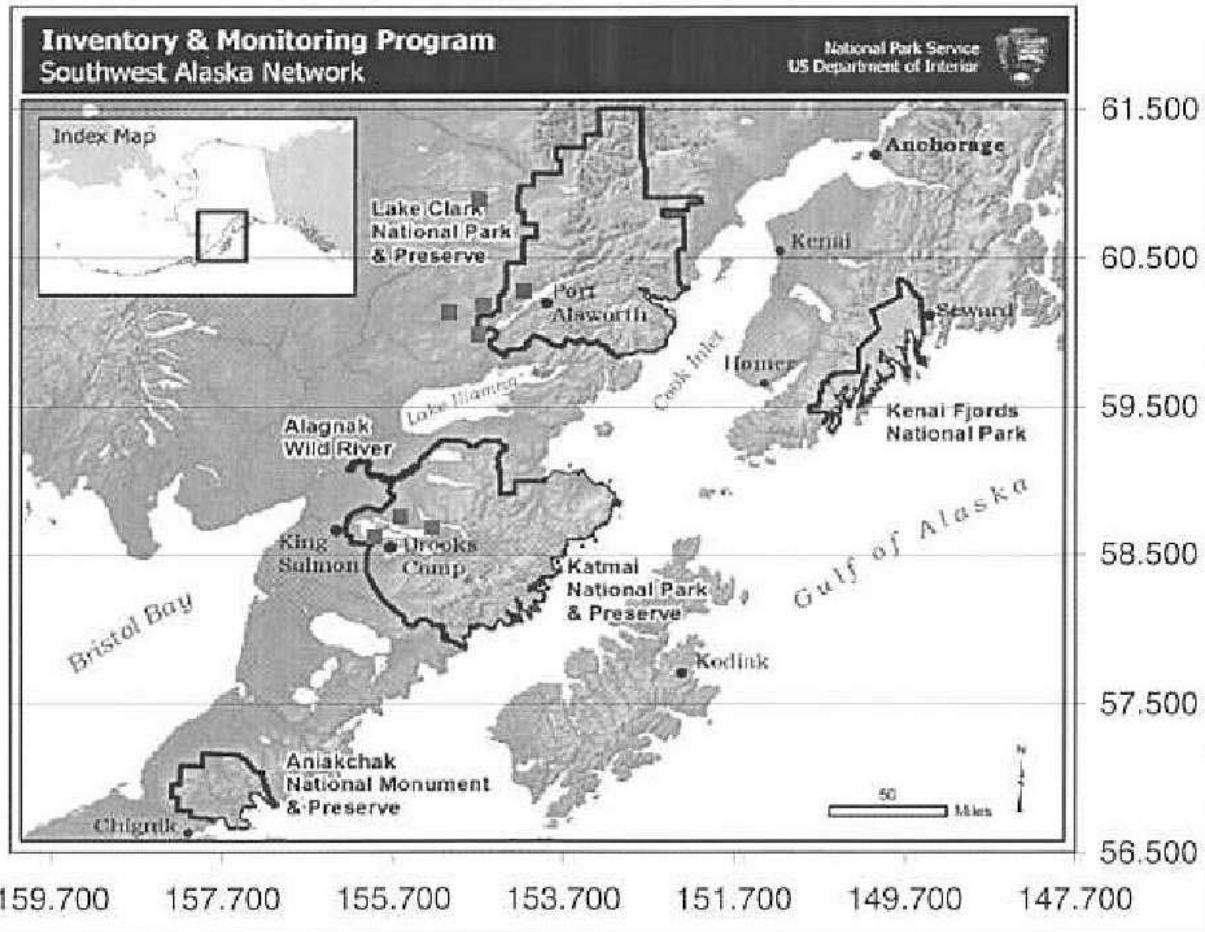 Inventory & Monitoring Program
Southwest Alaska Network
National Park Service
US Department of Interior
Index Map
61.500
Anchorage
Lake Clark
National Park
& Preserve
Kenai
60.500
Port
Alsworth
Seward
Cook Inlet
Homer
Lake Iliamna
59.500
Kenai Fjords
National Park
Alagnak
Wild River
Gulf of Alaska
King
Salmon
Brooks
Camp
58.500
Katmai
National Park
& Preserve
Bristol Bay
Kodiak
57.500
Aniakchak
National Monument
& Preserve
N
50
Miles
Chignik
56.500
159.700
157.700
155.700
153.700
151.700
149.700
147.700